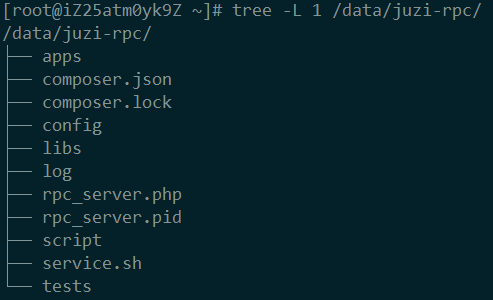 [root@iZ25atm0yk9Z ~]# tree -L 1 /data/juzi-rpc/
/data/juzi-rpc/
├── apps
├── composer.json
├── composer.lock
├── config
├── libs
├── log
├── rpc_server.php
├── rpc_server.pid
├── script
├── service.sh
└── tests